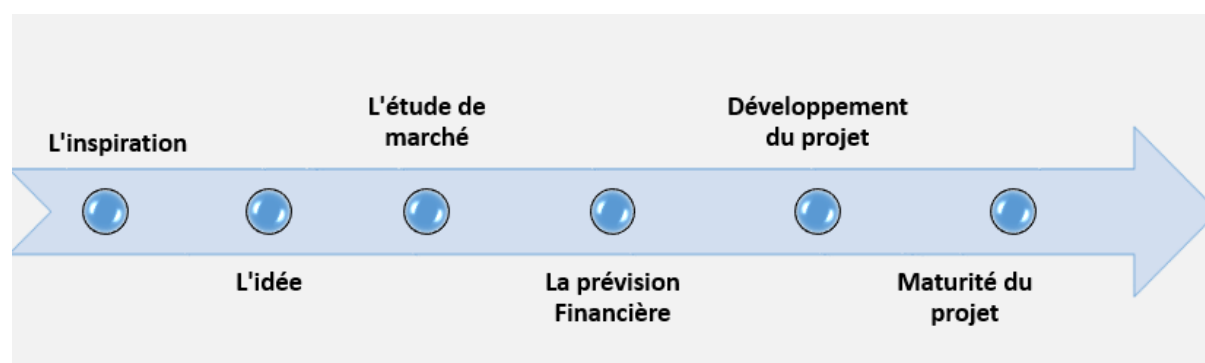 L'inspiration
L'idée
L'étude de
marché
La prévision
Financière
Développement
du projet
Maturité du
projet